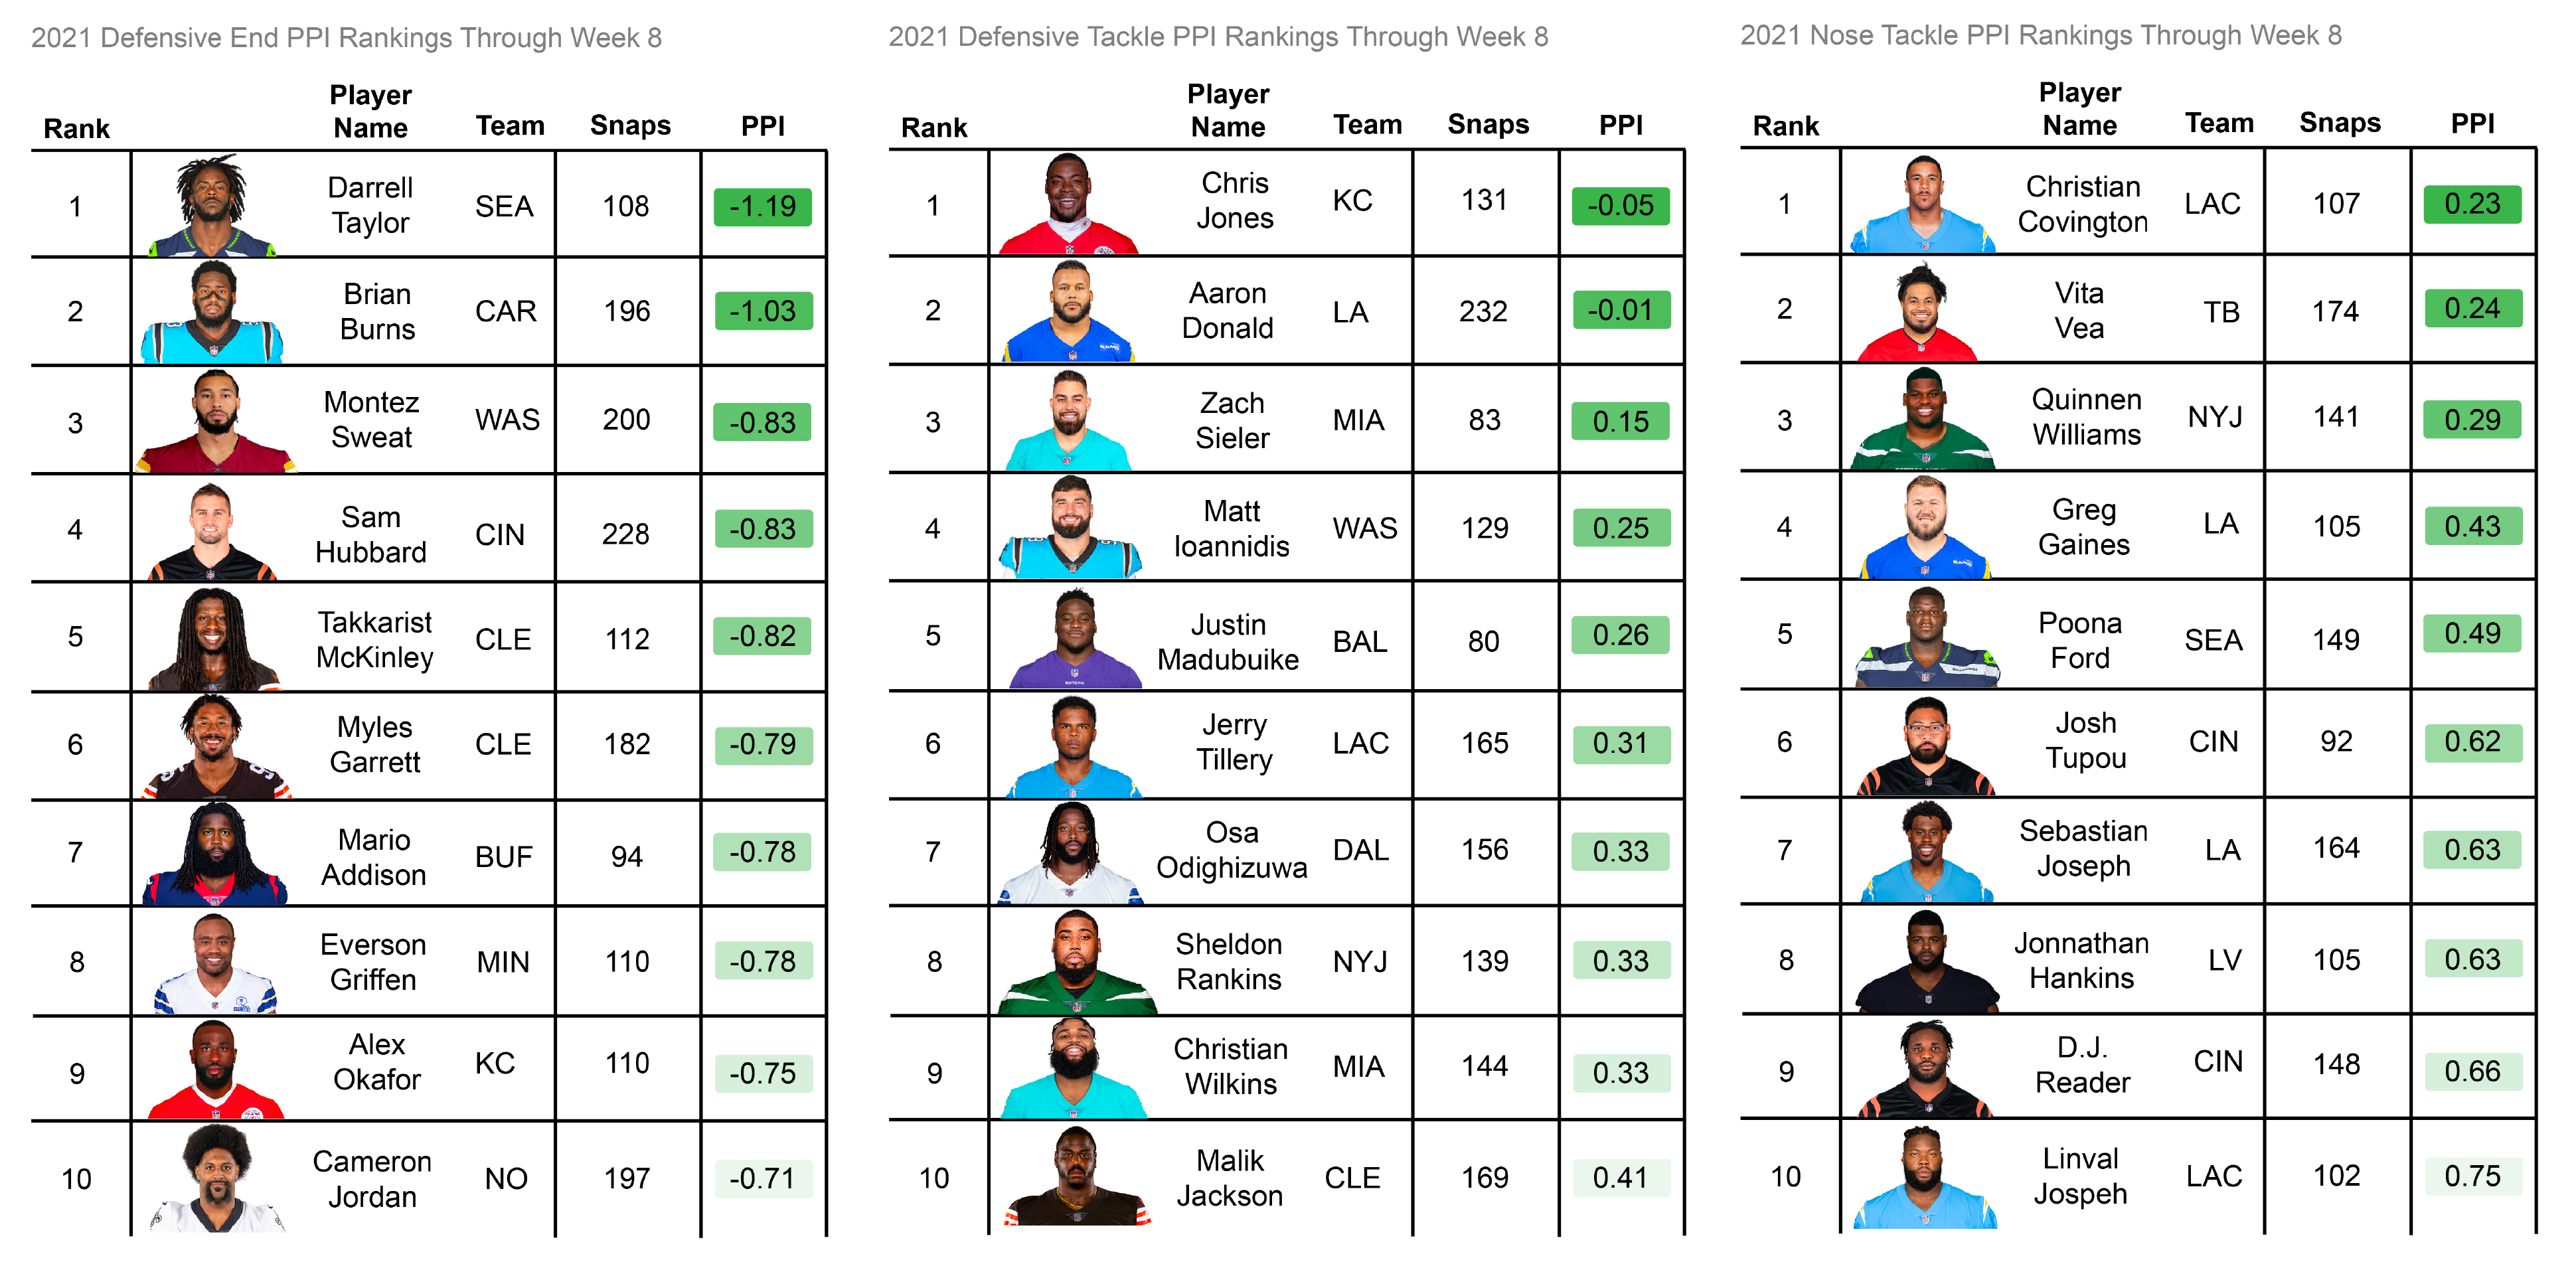 2021 Defensive End PPI Rankings Through Week 8
Rank Player Name Team Snaps PPI
1 Darrell Taylor SEA 108 -1.19
2 Brian Burns CAR 196 -1.03
3 Montez Sweat WAS 200 -0.83
4 Sam Hubbard CIN 228 -0.83
5 Takkarist McKinley CLE 112 -0.82
6 Myles Garrett CLE 182 -0.79
7 Mario Addison BUF 94 -0.78
8 Everson Griffen MIN 110 -0.78
9 Alex Okafor KC 110 -0.75
10 Cameron Jordan NO 197 -0.71
2021 Defensive Tackle PPI Rankings Through Week 8
Rank Player Name Team Snaps PPI
1 Chris Jones KC 131 -0.05
2 Aaron Donald LA 232 -0.01
3 Zach Sieler MIA 83 0.15
4 Matt Ioannidis WAS 129 0.25
5 Justin Madubuike BAL 80 0.26
6 Jerry Tillery LAC 165 0.31
7 Osa Odighizuwa DAL 156 0.33
8 Sheldon Rankins NYJ 139 0.33
9 Christian Wilkins MIA 144 0.33
10 Malik Jackson CLE 169 0.41
2021 Nose Tackle PPI Rankings Through Week 8
Rank Player Name Team Snaps PPI
1 Christian Covington LAC 107 0.23
2 Vita Vea TB 174 0.24
3 Quinnen Williams NYJ 141 0.29
4 Greg Gaines LA 105 0.43
5 Poona Ford SEA 149 0.49
6 Josh Tupou CIN 92 0.62
7 Sebastian Joseph LA 164 0.63
8 Jonnathan Hankins LV 105 0.63
9 D.J. Reader CIN 148 0.66
10 Linval Jospeh LAC 102 0.75